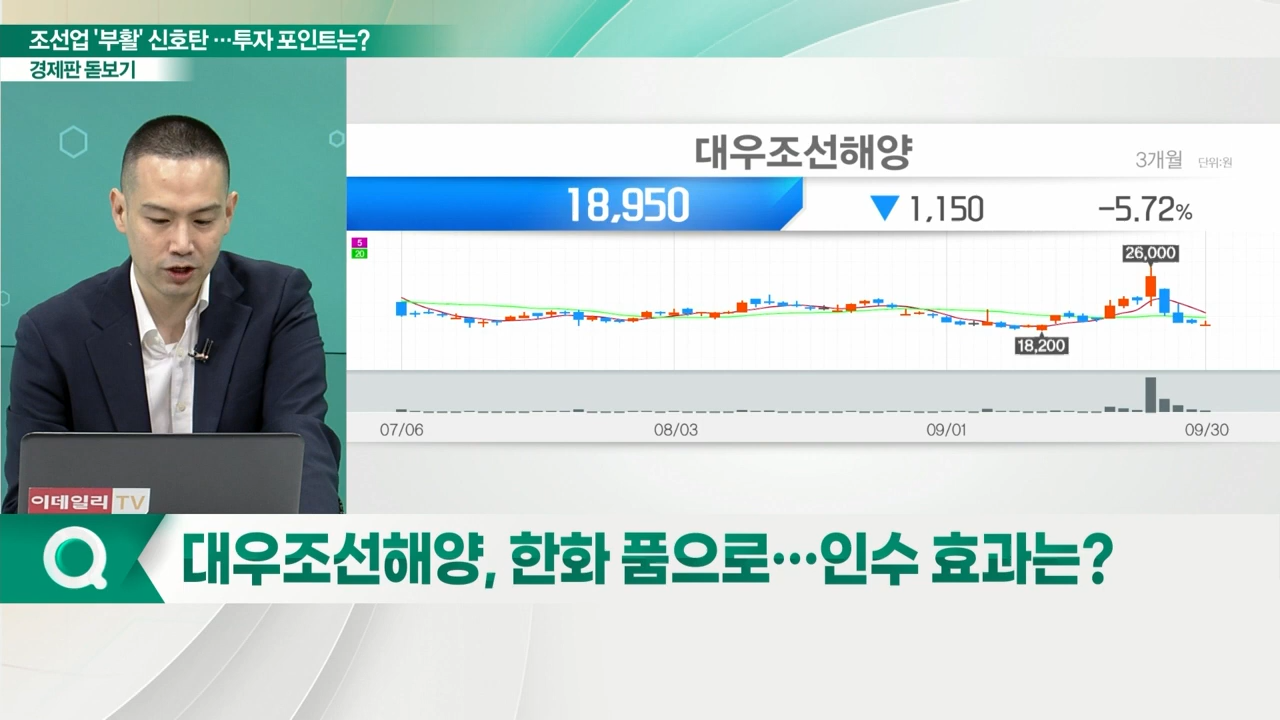 조선업 '부활' 신호탄 …투자 포인트는?
경제판 돋보기
대우조선해양
3개월 단위:원
18,950 ▼ 1,150 -5.72%
5
20
26,000
18,200
07/06 08/03 09/01 09/30
이데일리 TV
대우조선해양, 한화 품으로…인수 효과는?